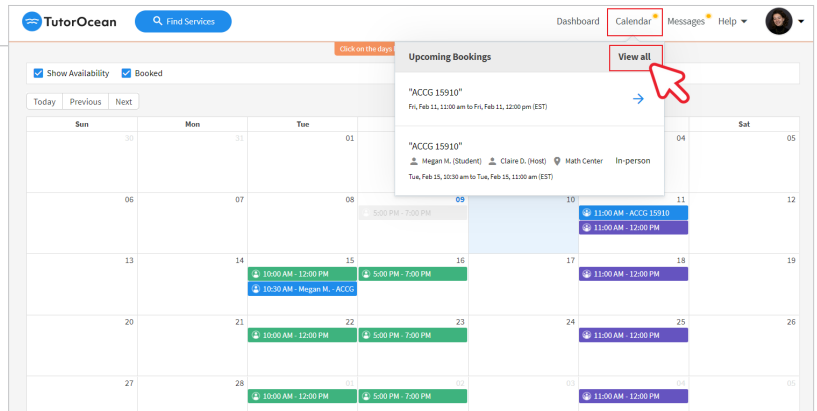 TutorOcean
Find Services
Dashboard
Calendar
Messages
Help
Click on the days
Upcoming Bookings
View all
"ACCG 15910"
Fri, Feb 11, 11:00 am to Fri, Feb 11, 12:00 pm (EST)
"ACCG 15910"
Megan M. (Student) Claire D. (Host) Math Center In-person
Tue, Feb 15, 10:30 am to Tue, Feb 15, 11:00 am (EST)
Show Availability Booked
Today Previous Next
Sun Mon Tue Sat
30 31 01 04 05
06 07 08 09 10 11 12
5:00 PM - 7:00 PM 11:00 AM - ACCG 15910
11:00 AM - 12:00 PM
13 14 15 16 17 18 19
10:00 AM - 12:00 PM 5:00 PM - 7:00 PM 11:00 AM - 12:00 PM
10:30 AM - Megan M. - ACCG
20 21 22 23 24 25 26
10:00 AM - 12:00 PM 5:00 PM - 7:00 PM 11:00 AM - 12:00 PM
27 28 01 02 03 04 05
10:00 AM - 12:00 PM 5:00 PM - 7:00 PM 11:00 AM - 12:00 PM